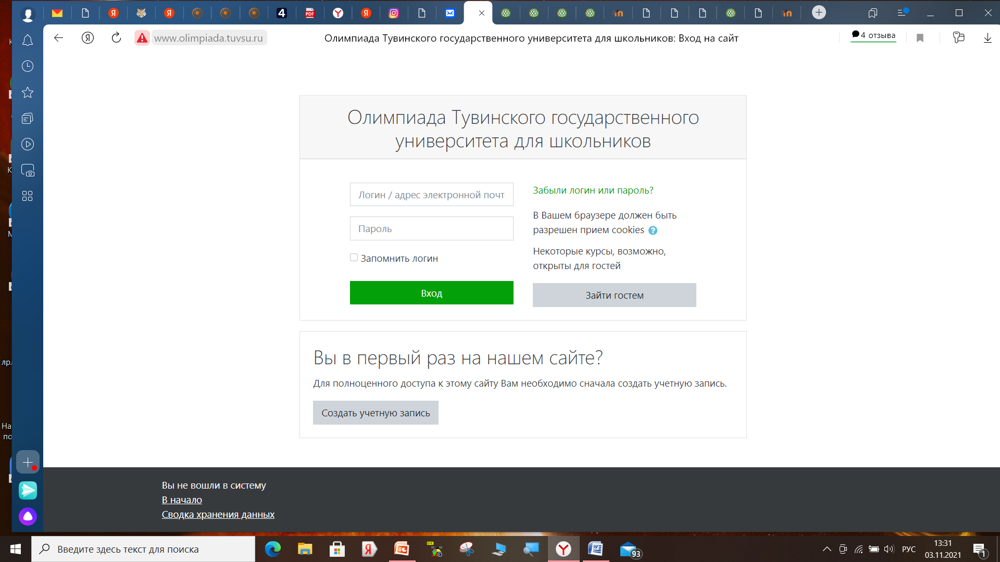 www.olimpiada.tuvsu.ru
Олимпиада Тувинского государственного университета для школьников: Вход на сайт
4 отзыва
Олимпиада Тувинского государственного
университета для школьников
Логин / адрес электронной почт
Пароль
Запомнить логин
Вход
Забыли логин или пароль?
В Вашем браузере должен быть
разрешен прием cookies
Некоторые курсы, возможно,
открыты для гостей
Зайти гостем
Вы в первый раз на нашем сайте?
Для полноценного доступа к этому сайту Вам необходимо сначала создать учетную запись.
Создать учетную запись
Вы не вошли в систему
В начало
Сводка хранения данных
Введите здесь текст для поиска
93
РУС
13:31
03.11.2021
1